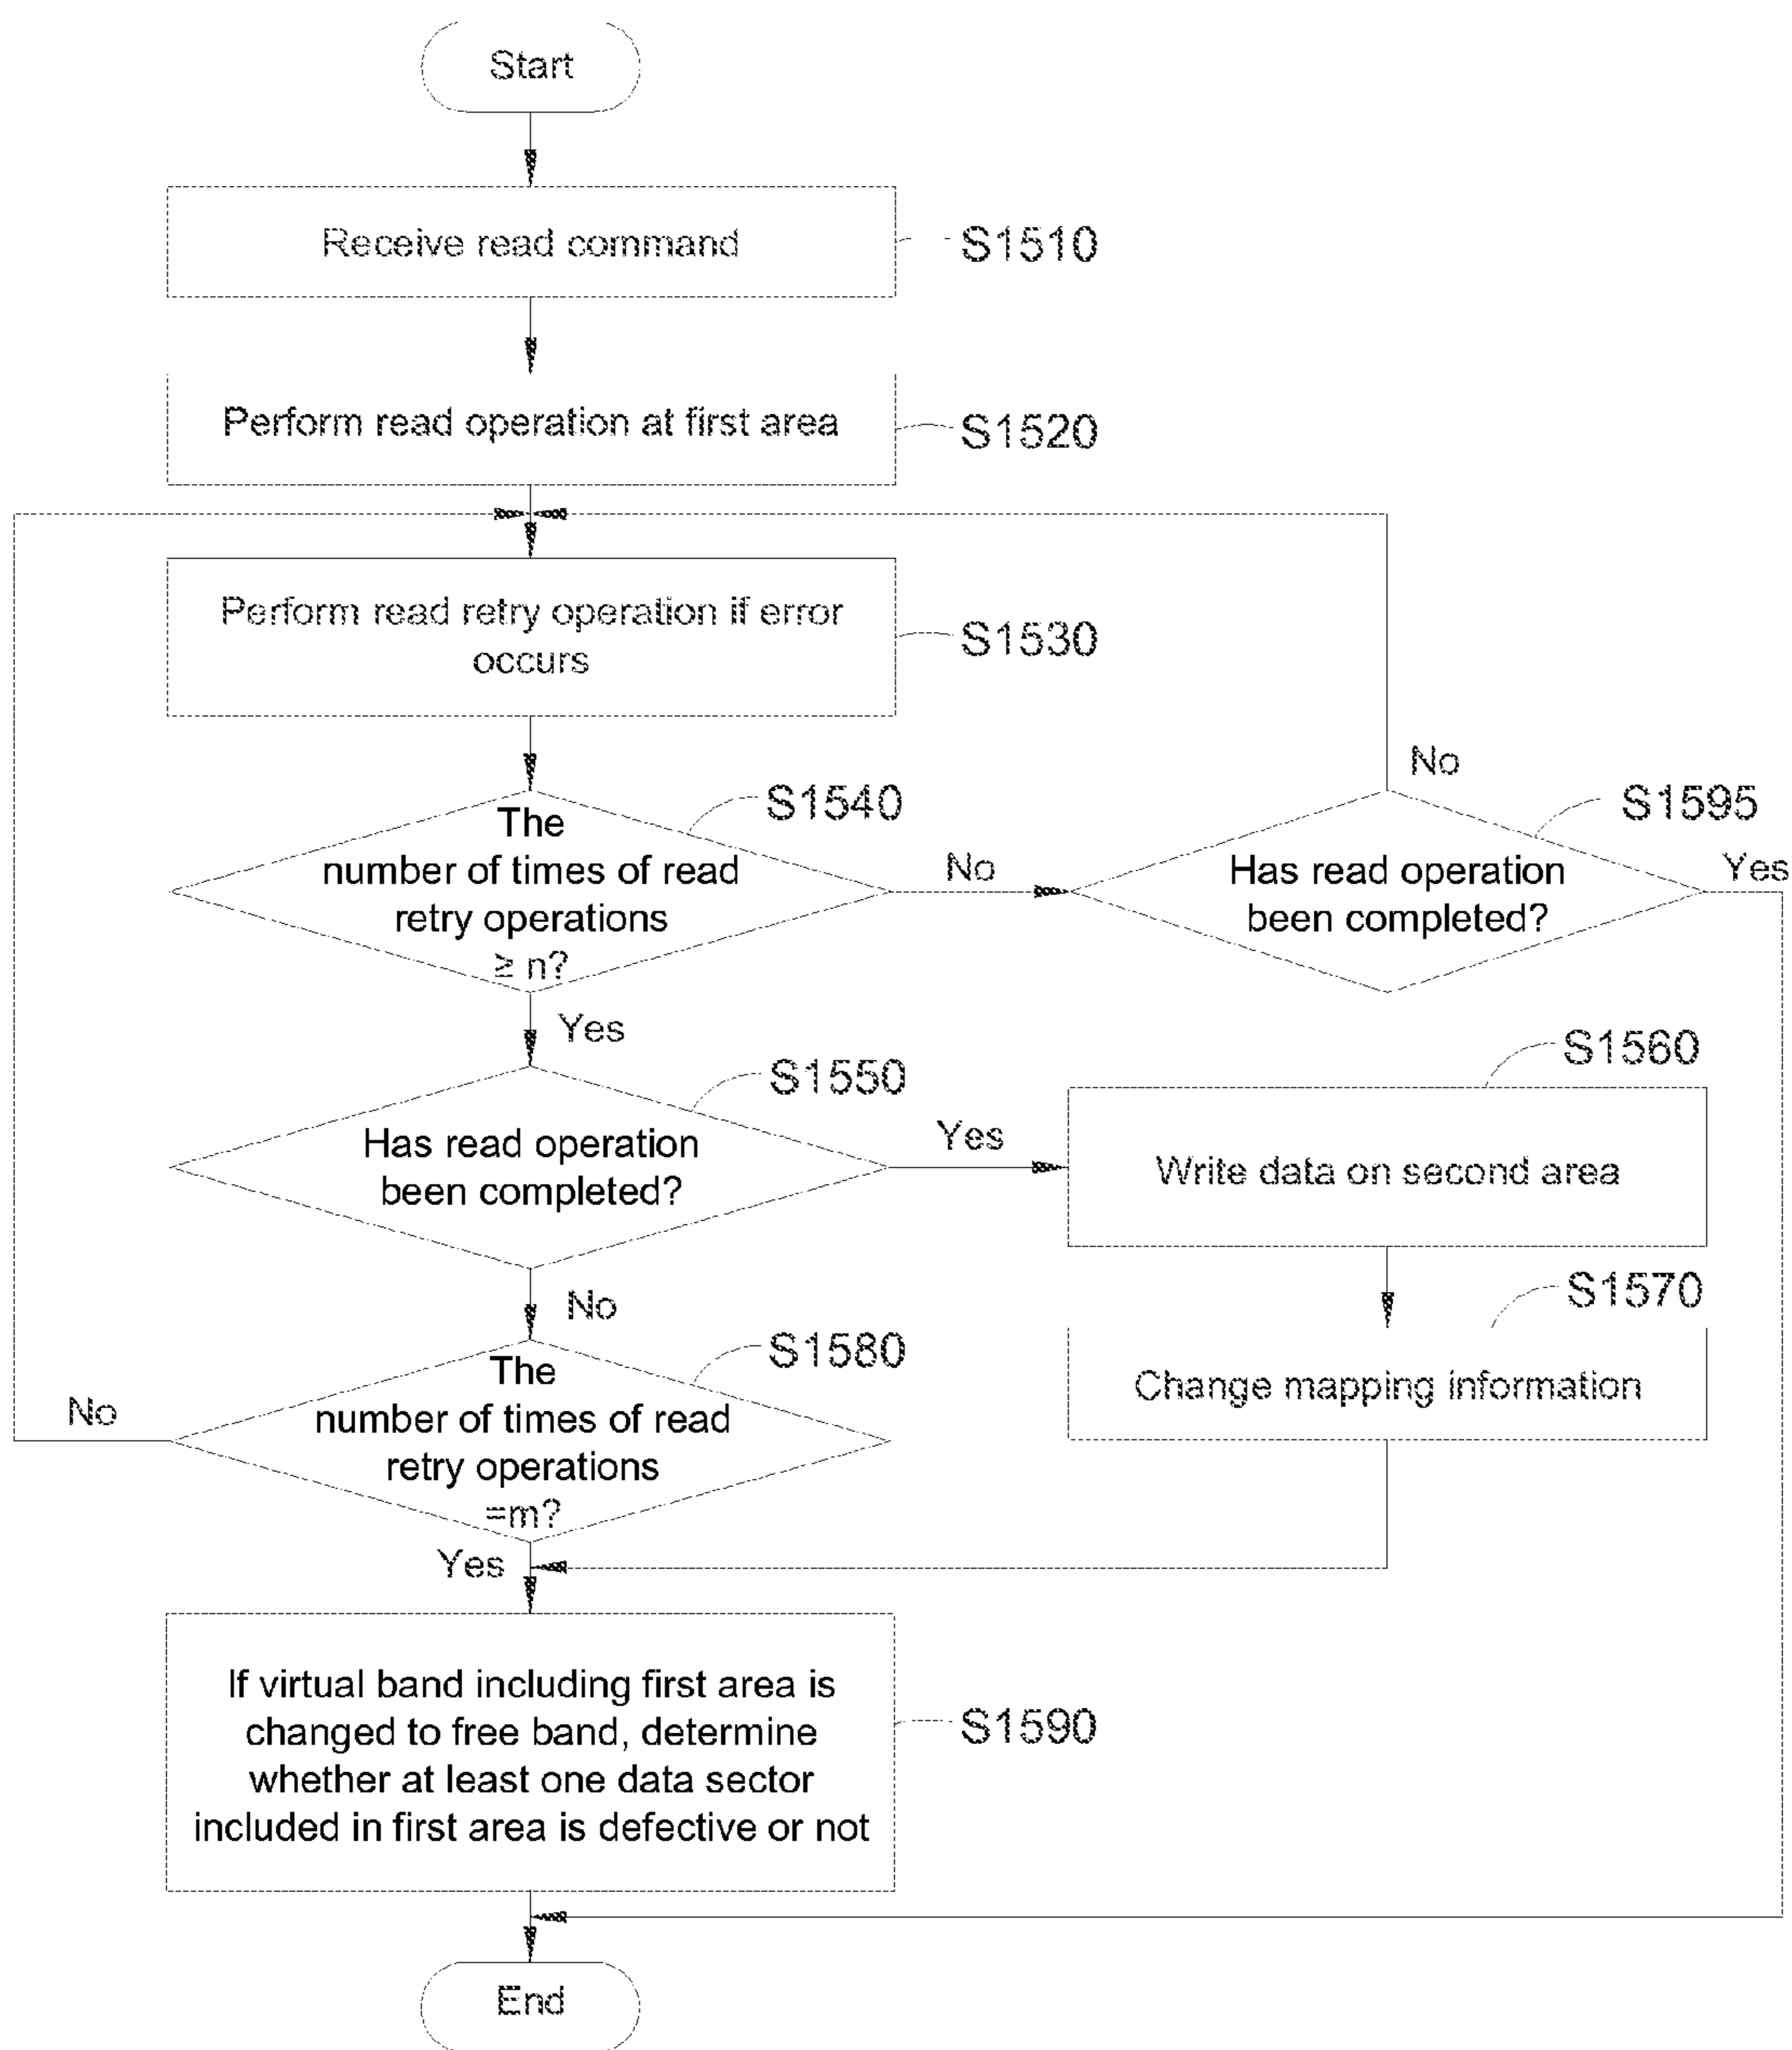 Start
Receive read command
S1510
Perform read operation at first area
S1520
Perform read retry operation if error
occurs
S1530
The
number of times of read
retry operations
≥ n?
S1540
No
Has read operation
been completed?
S1595
No
Yes
Yes
Has read operation
been completed?
S1550
Yes
Write data on second area
S1560
Change mapping information
S1570
No
The
number of times of read
retry operations
=m?
S1580
No
Yes
If virtual band including first area is
changed to free band, determine
whether at least one data sector
included in first area is defective or not
S1590
End